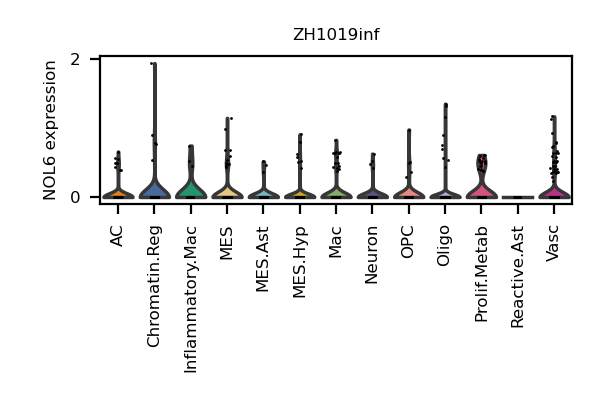 ZH1019inf
NOL6 expression
2
0
AC
Chromatin.Reg
Inflammatory.Mac
MES
MES.Ast
MES.Hyp
Mac
Neuron
OPC
Oligo
Prolif.Metab
Reactive.Ast
Vasc